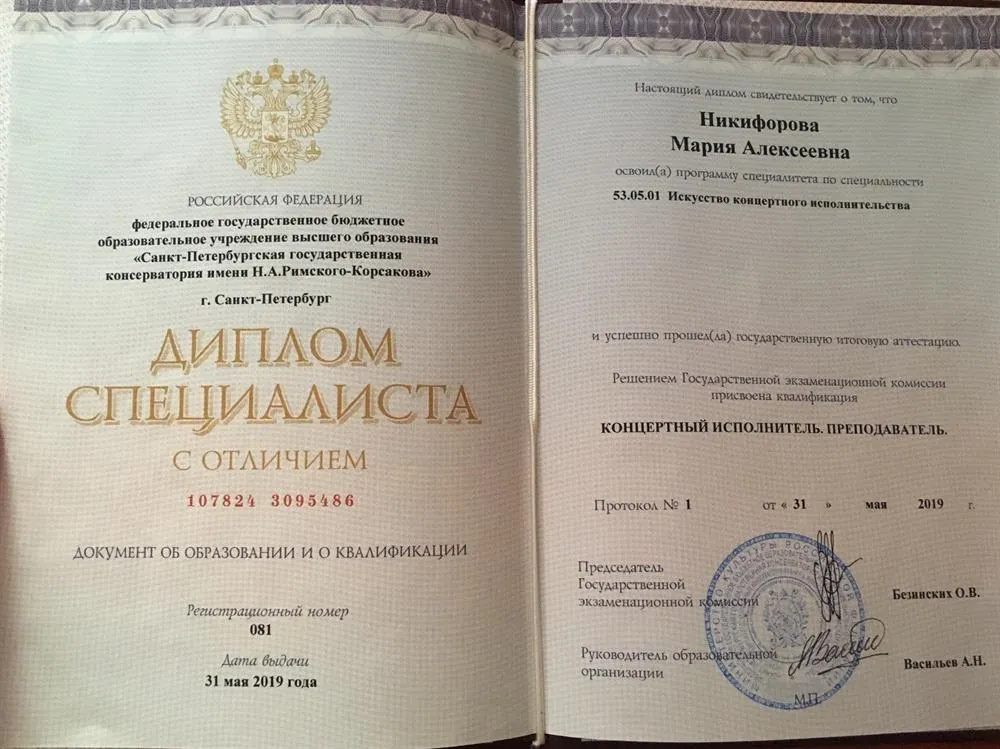 РОССИЙСКАЯ ФЕДЕРАЦИЯ
федеральное государственное бюджетное
образовательное учреждение высшего образования
«Санкт-Петербургская государственная
консерватория имени Н.А.Римского-Корсакова»
г. Санкт-Петербург
ДИПЛОМ
СПЕЦИАЛИСТА
С ОТЛИЧИЕМ
107824 3095486
ДОКУМЕНТ ОБ ОБРАЗОВАНИИ И О КВАЛИФИКАЦИИ
Регистрационный номер
081
Дата выдачи
31 мая 2019 года
Настоящий диплом свидетельствует о том, что
Никифорова
Мария Алексеевна
освоил(а) программу специалитета по специальности
53.05.01 Искусство концертного исполнительства
и успешно прошел(ла) государственную итоговую аттестацию.
Решением Государственной экзаменационной комиссии
присвоена квалификация
КОНЦЕРТНЫЙ ИСПОЛНИТЕЛЬ. ПРЕПОДАВАТЕЛЬ.
Протокол № 1 от « 31 » мая 2019 г.
Председатель
Государственной
экзаменационной комиссии
Безинских О.В.
Руководитель образовательной
организации
Васильев А.Н.
М.П.